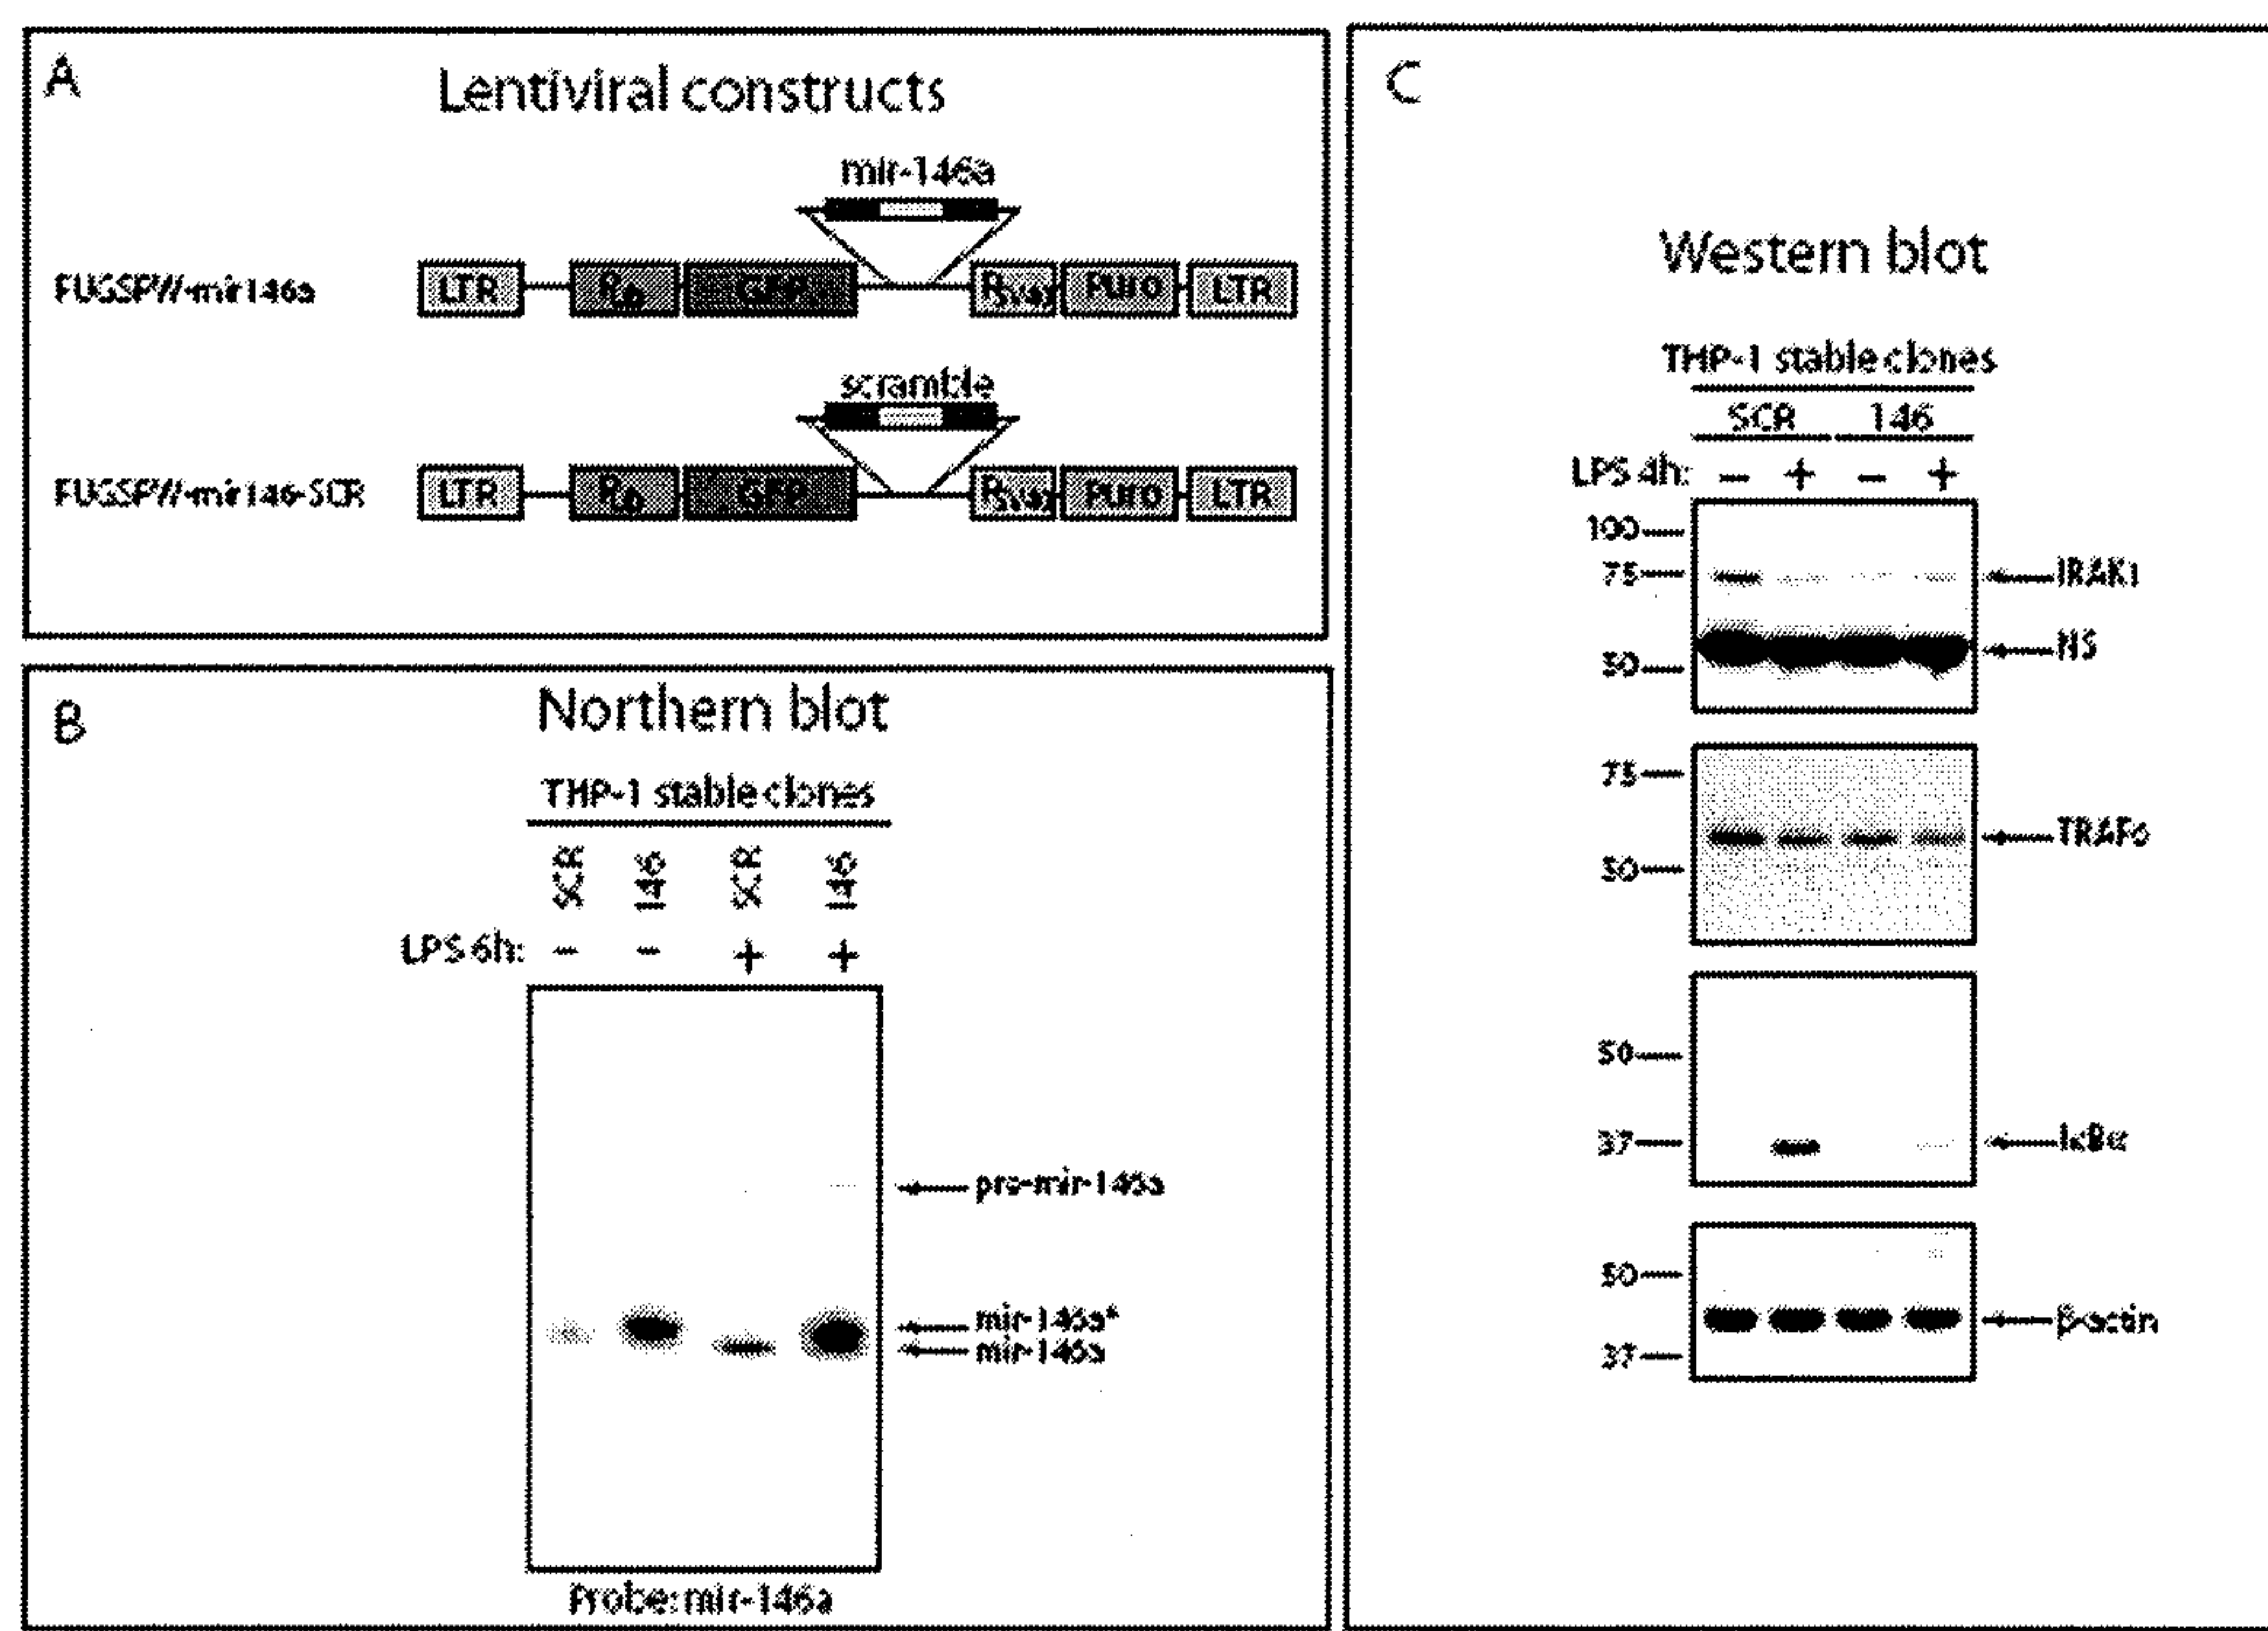 A
Lentiviral constructs
mir-146a
FUGSPW-mir146a
LTR GFP Puro LTR
scramble
FUGSPW-mir146-SCR
LTR GFP Puro LTR
B
Northern blot
THP-1 stable clones
SCR 146 SCR 146
LPS 6h: − − + +
pre-mir-146a
mir-146a*
mir-146a
Probe: mir-146a
C
Western blot
THP-1 stable clones
SCR 146
LPS 4h: − + − +
100
75
IRAK1
NS
50
75
TRAF6
50
50
37
IκBα
50
β-actin
37